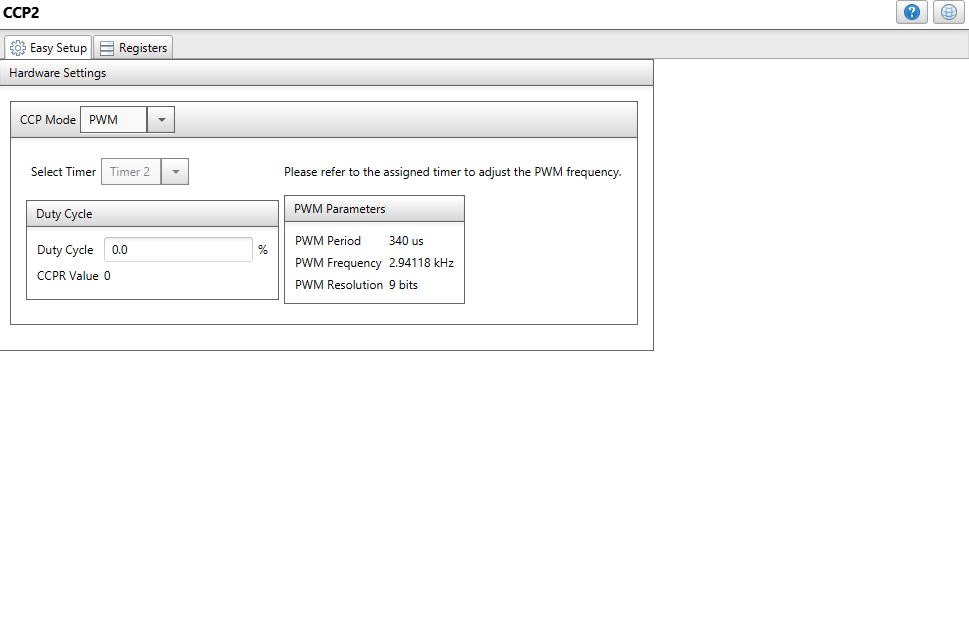 CCP2
?
Easy Setup Registers
Hardware Settings
CCP Mode PWM
Select Timer Timer 2 Please refer to the assigned timer to adjust the PWM frequency.
Duty Cycle
Duty Cycle 0.0 %
CCPR Value 0
PWM Parameters
PWM Period 340 us
PWM Frequency 2.94118 kHz
PWM Resolution 9 bits